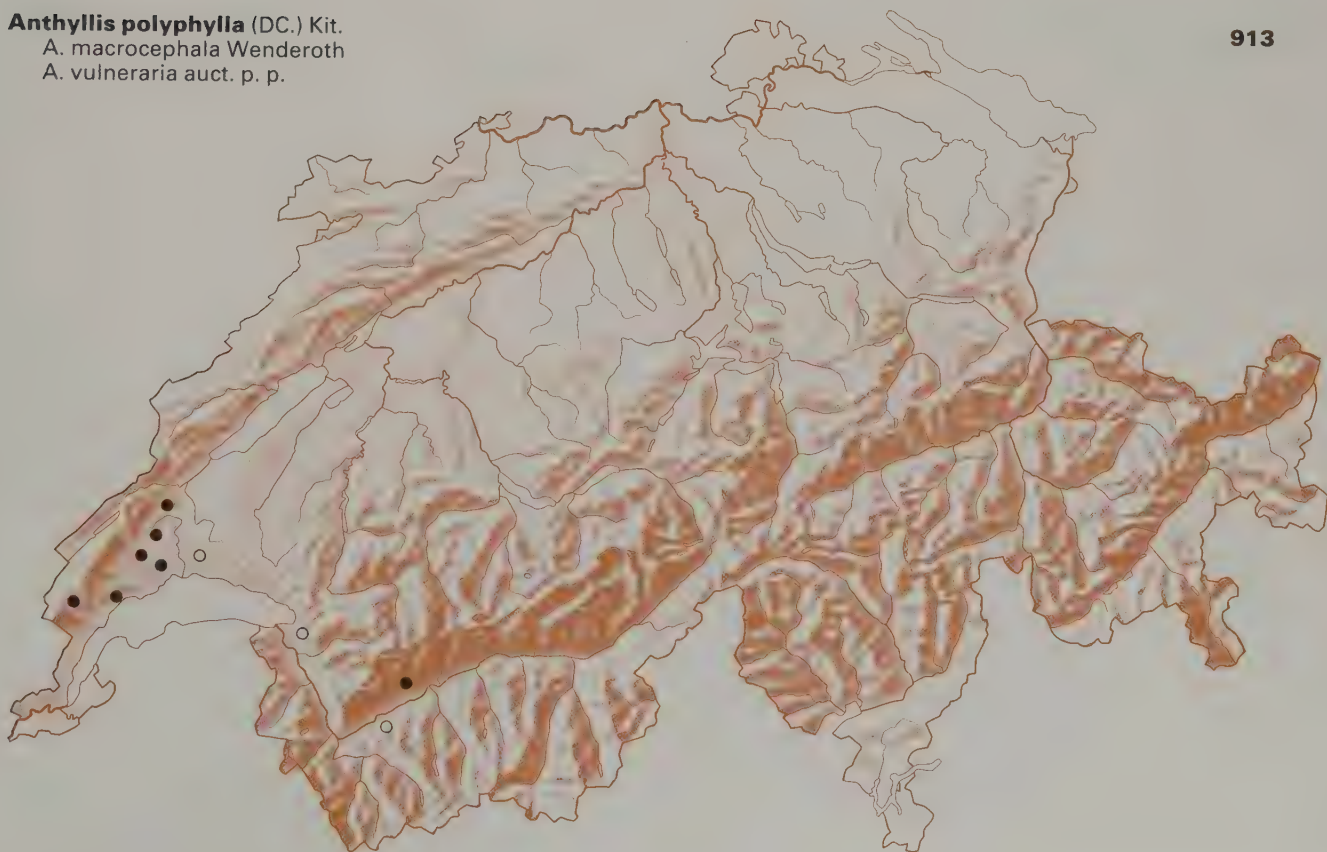 Anthyllis polyphylla (DC.) Kit.
A. macrocephala Wenderoth
A. vulneraria auct. p. p.
913